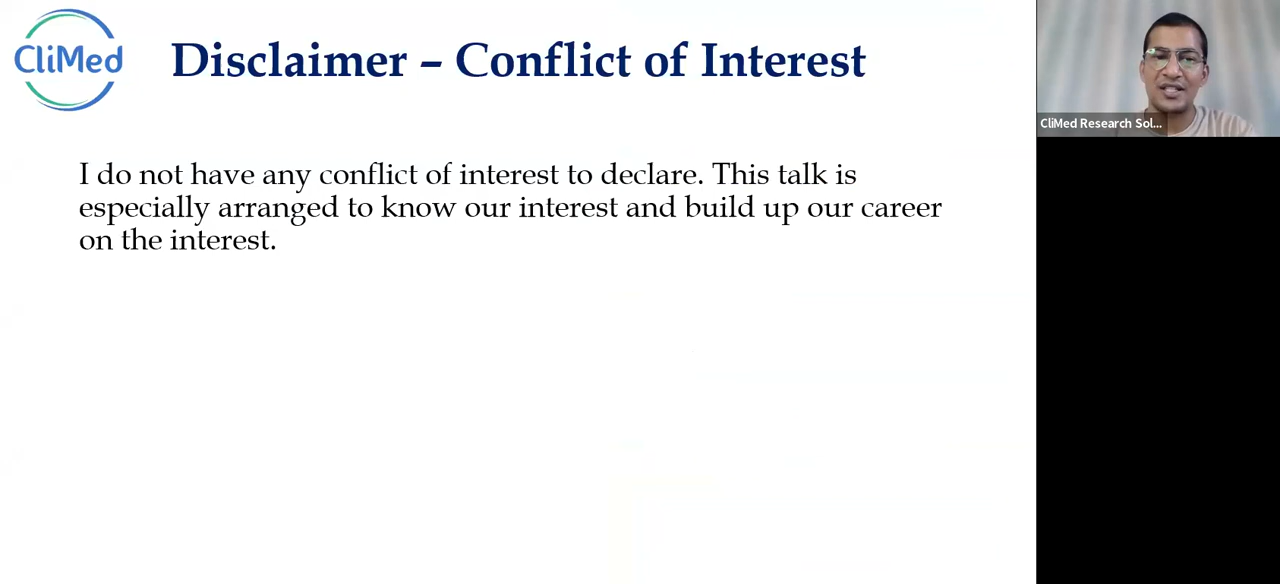 CliMed
Disclaimer – Conflict of Interest
I do not have any conflict of interest to declare. This talk is
especially arranged to know our interest and build up our career
on the interest.
CliMed Research Sol...